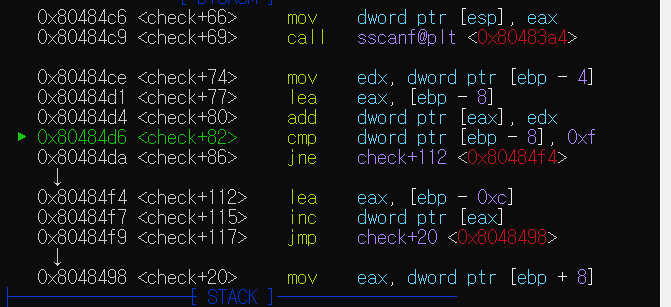 [ DISASM ]
0x80484c6 <check+66> mov dword ptr [esp], eax
0x80484c9 <check+69> call sscanf@plt <0x80483a4>
0x80484ce <check+74> mov edx, dword ptr [ebp - 4]
0x80484d1 <check+77> lea eax, [ebp - 8]
0x80484d4 <check+80> add dword ptr [eax], edx
► 0x80484d6 <check+82> cmp dword ptr [ebp - 8], 0xf
0x80484da <check+86> jne check+112 <0x80484f4>
↓
0x80484f4 <check+112> lea eax, [ebp - 0xc]
0x80484f7 <check+115> inc dword ptr [eax]
0x80484f9 <check+117> jmp check+20 <0x8048498>
↓
0x8048498 <check+20> mov eax, dword ptr [ebp + 8]
[ STACK ]